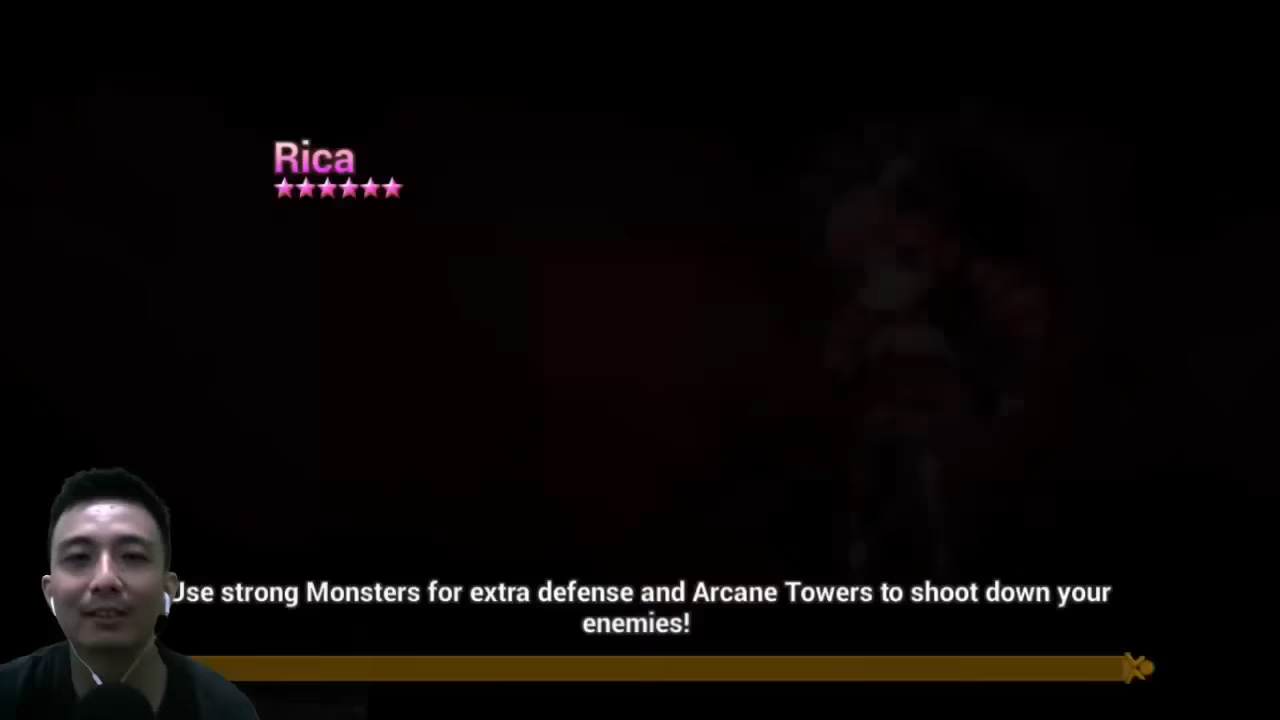 Rica
Use strong Monsters for extra defense and Arcane Towers to shoot down your
enemies!